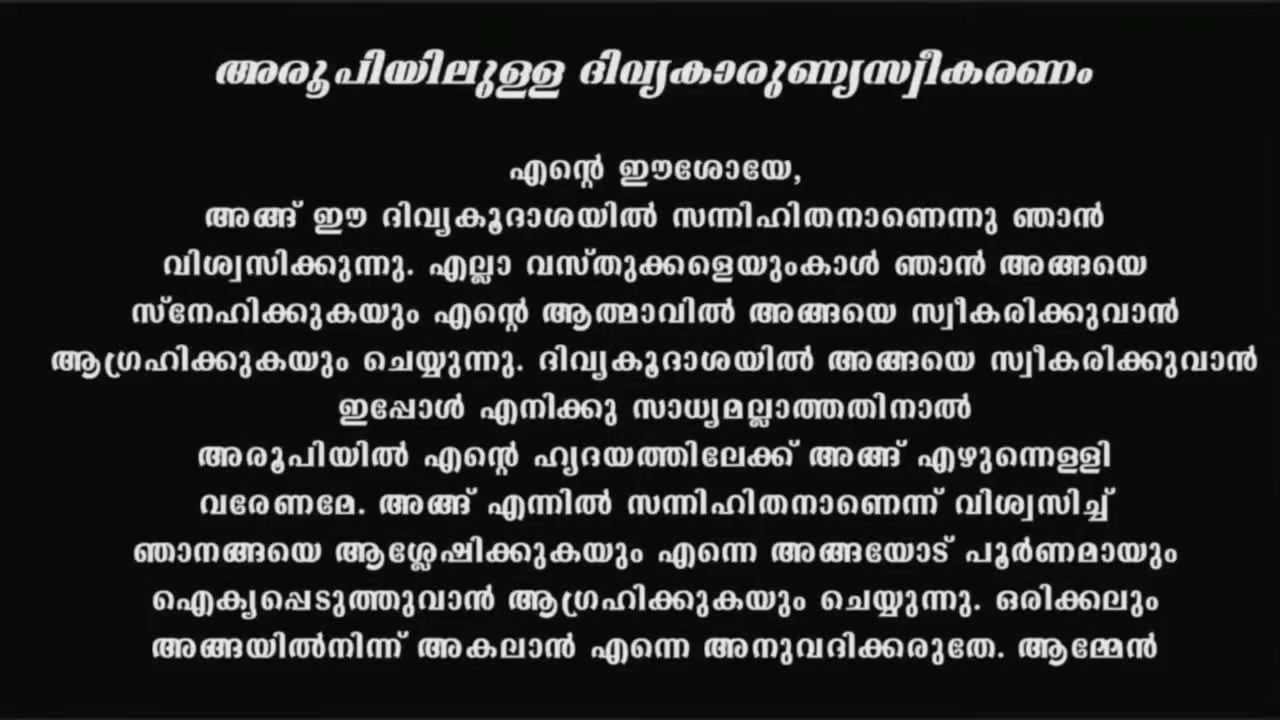 അരൂപിയിലുള്ള ദിവ്യകാരുണ്യസ്വീകരണം
എന്റെ ഈശോയേ,
അങ്ങ് ഈ ദിവ്യകൂദാശയിൽ സന്നിഹിതനാണെന്നു ഞാൻ
വിശ്വസിക്കുന്നു. എല്ലാ വസ്തുക്കളെയുംകാൾ ഞാൻ അങ്ങയെ
സ്നേഹിക്കുകയും എന്റെ ആത്മാവിൽ അങ്ങയെ സ്വീകരിക്കുവാൻ
ആഗ്രഹിക്കുകയും ചെയ്യുന്നു. ദിവ്യകൂദാശയിൽ അങ്ങയെ സ്വീകരിക്കുവാൻ
ഇപ്പോൾ എനിക്കു സാധ്യമല്ലാത്തതിനാൽ
അരൂപിയിൽ എന്റെ ഹൃദയത്തിലേക്ക് അങ്ങ് എഴുന്നെള്ളി
വരേണമേ. അങ്ങ് എന്നിൽ സന്നിഹിതനാണെന്ന് വിശ്വസിച്ച്
ഞാനങ്ങയെ ആശ്ലേഷിക്കുകയും എന്നെ അങ്ങയോട് പൂർണമായും
ഐക്യപ്പെടുത്തുവാൻ ആഗ്രഹിക്കുകയും ചെയ്യുന്നു. ഒരിക്കലും
അങ്ങയിൽനിന്ന് അകലാൻ എന്നെ അനുവദിക്കരുതേ. ആമ്മേൻ